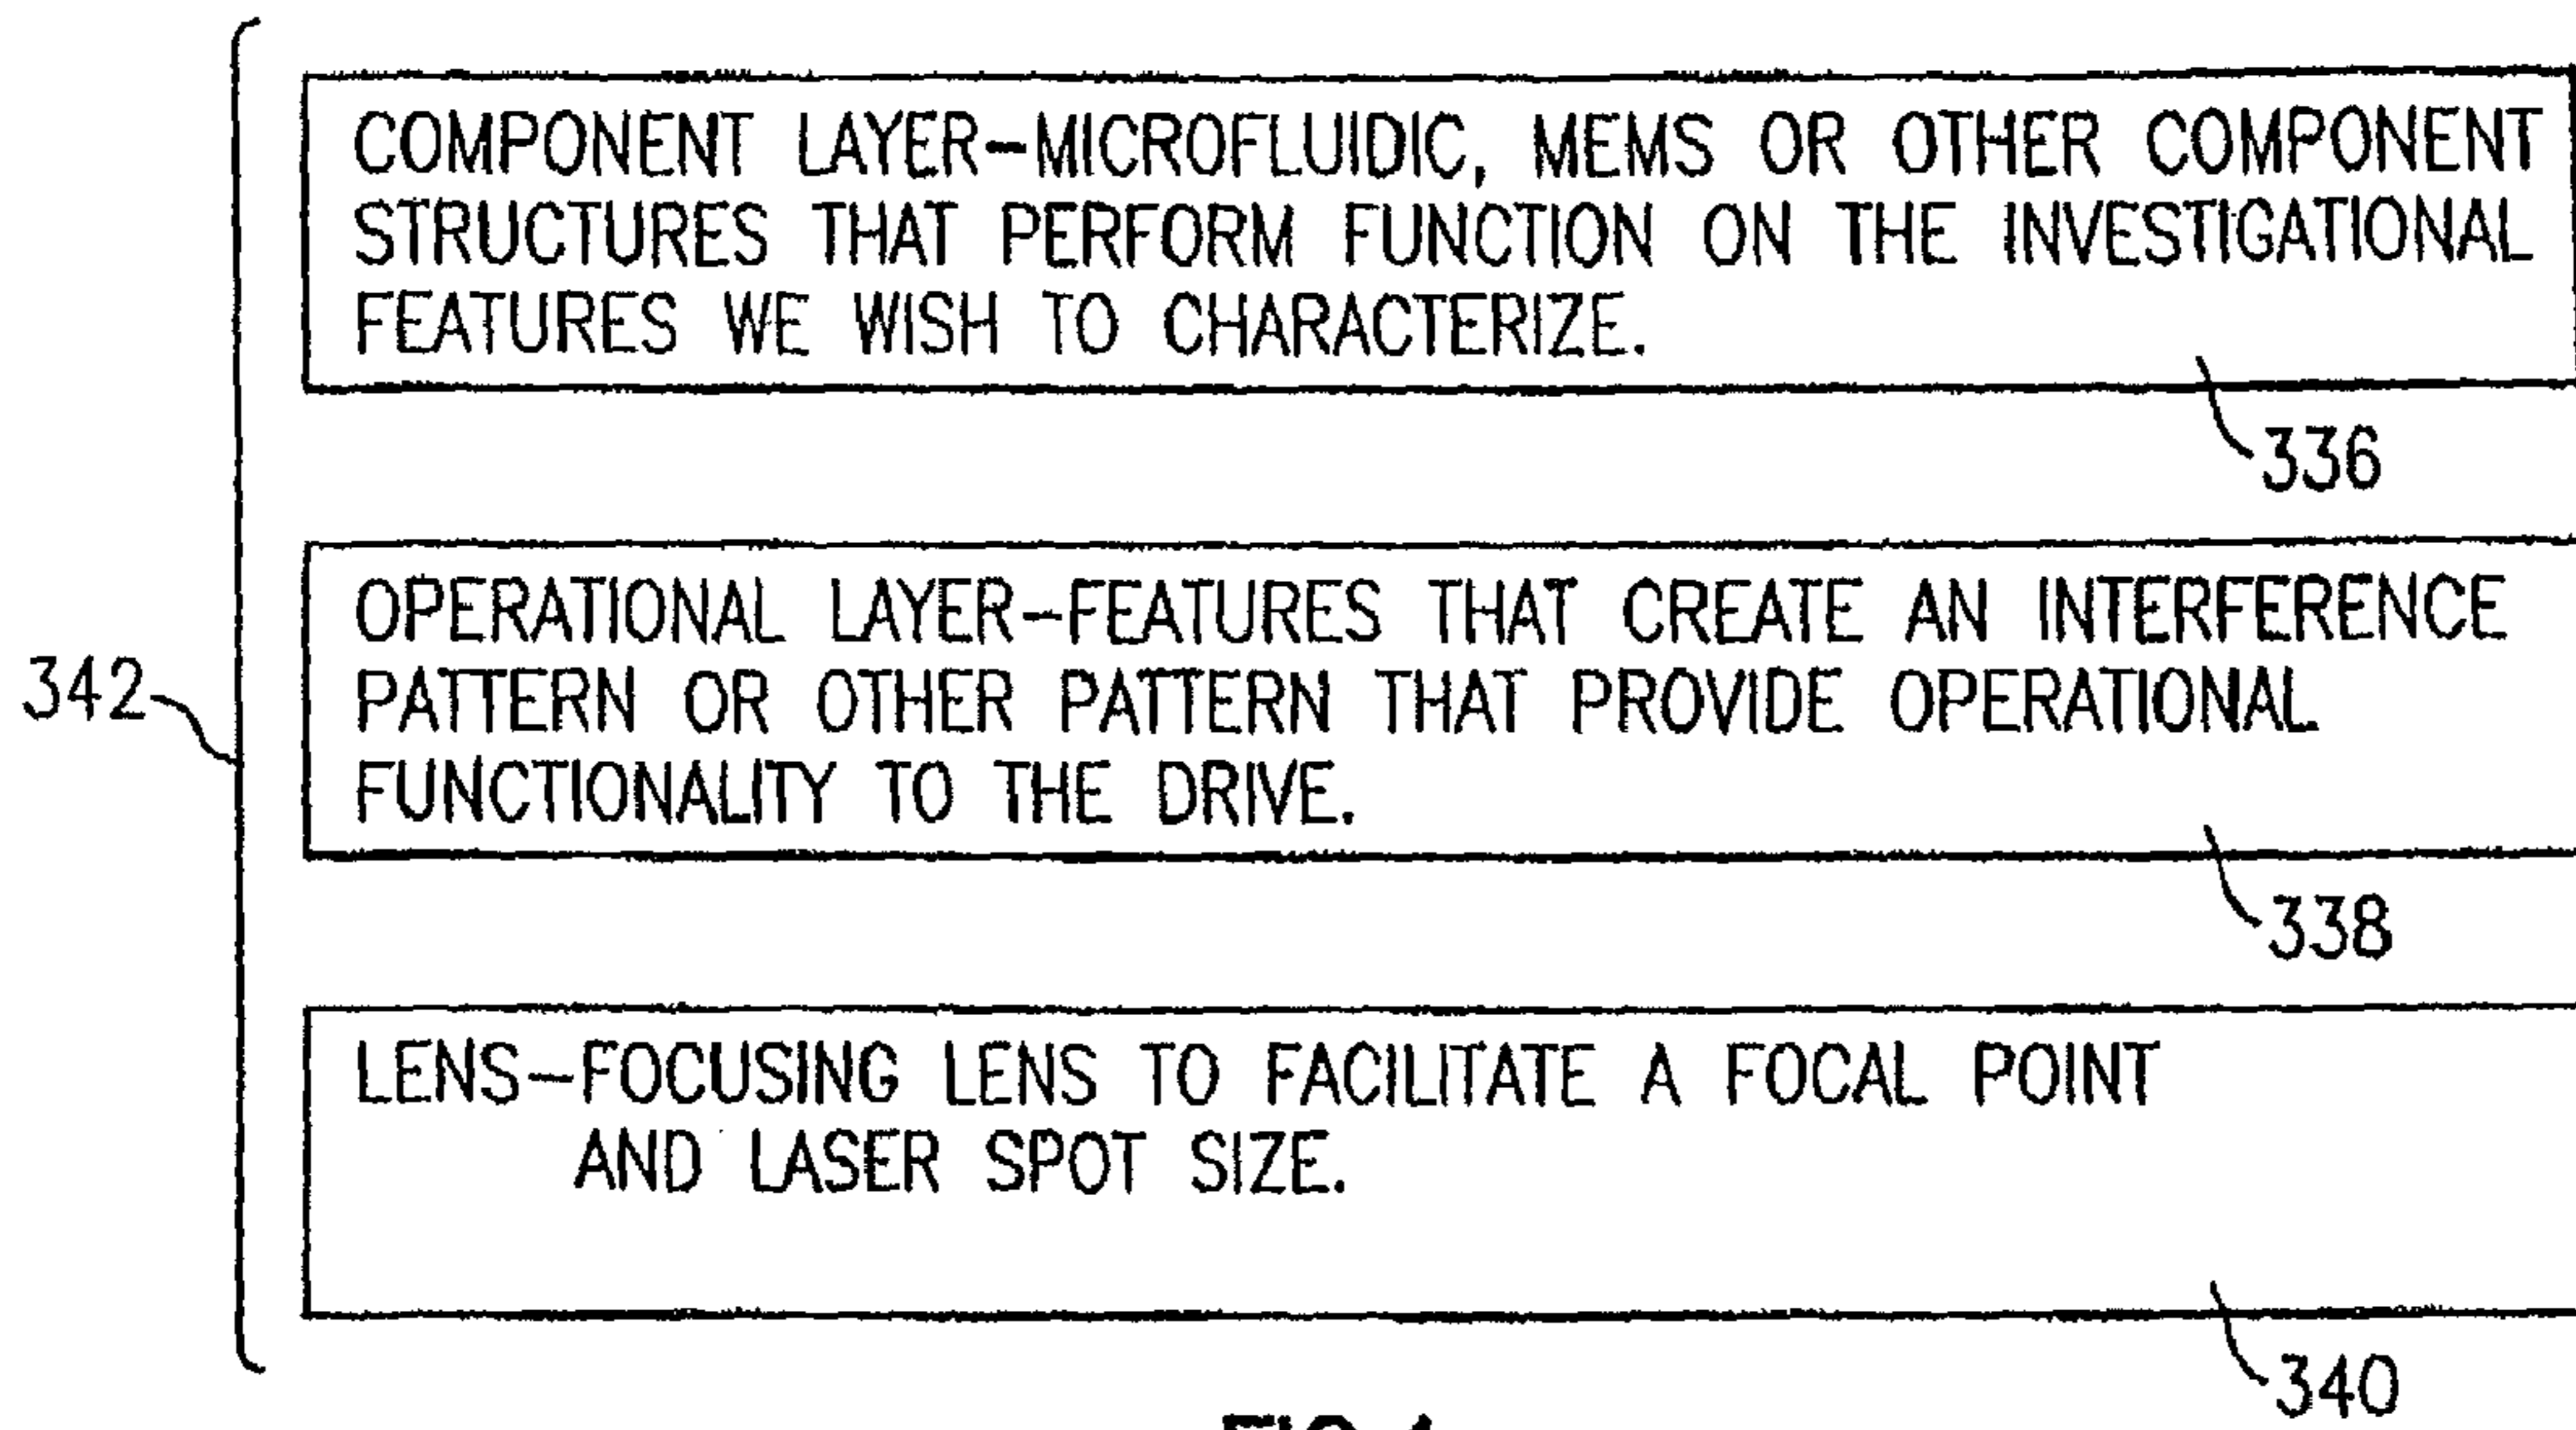 COMPONENT LAYER-MICROFLUIDIC, MEMS OR OTHER COMPONENT
STRUCTURES THAT PERFORM FUNCTION ON THE INVESTIGATIONAL
FEATURES WE WISH TO CHARACTERIZE.
336
OPERATIONAL LAYER-FEATURES THAT CREATE AN INTERFERENCE
PATTERN OR OTHER PATTERN THAT PROVIDE OPERATIONAL
FUNCTIONALITY TO THE DRIVE.
342
338
LENS-FOCUSING LENS TO FACILITATE A FOCAL POINT
AND LASER SPOT SIZE.
340